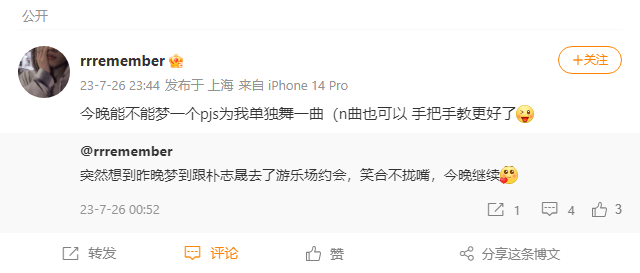 公开
rrremember
+关注
23-7-26 23:44 发布于 上海 来自 iPhone 14 Pro
今晚能不能梦一个pjs为我单独舞一曲（n曲也可以 手把手教更好了
@rrremember
突然想到昨晚梦到跟朴志晟去了游乐场约会，笑合不拢嘴，今晚继续
23-7-26 00:52 1 4 3
转发 评论 赞 分享这条博文